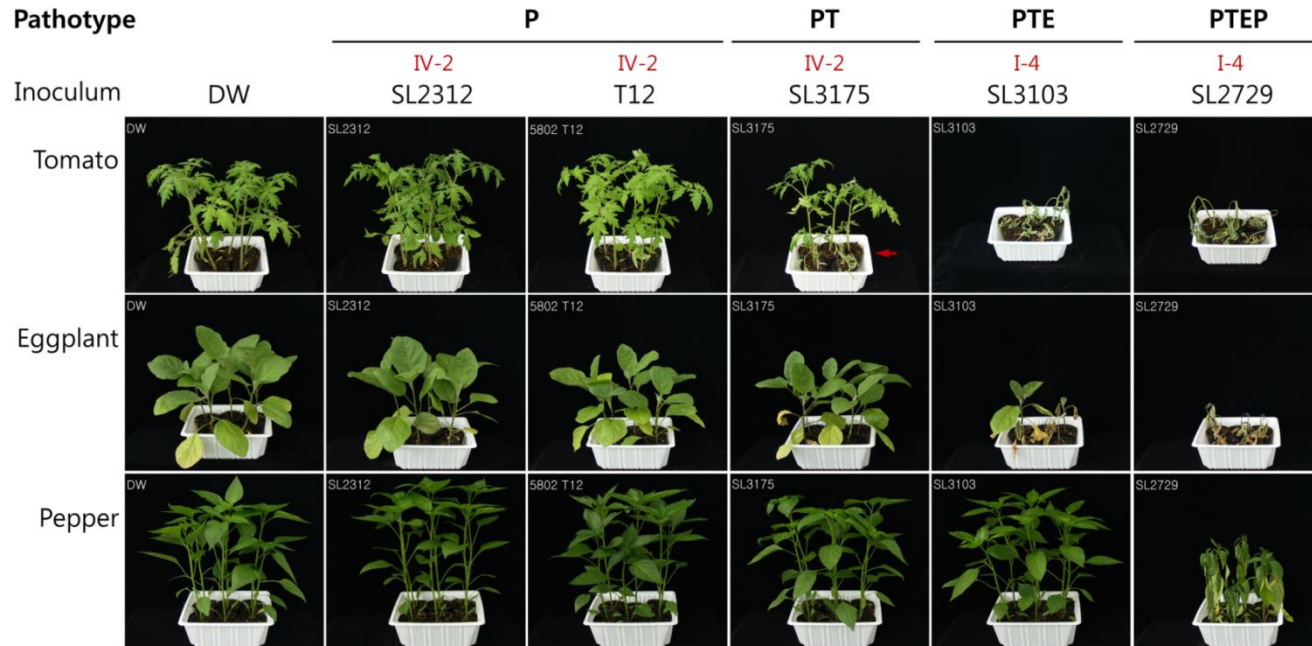 Pathotype P PT PTE PTEP
IV-2 IV-2 IV-2 I-4 I-4
Inoculum DW SL2312 T12 SL3175 SL3103 SL2729
DW SL2312 5802 T12 SL3175 SL3103 SL2729
Tomato
DW SL2312 5802 T12 SL3175 SL3103 SL2729
Eggplant
DW SL2312 5802 T12 SL3175 SL3103 SL2729
Pepper